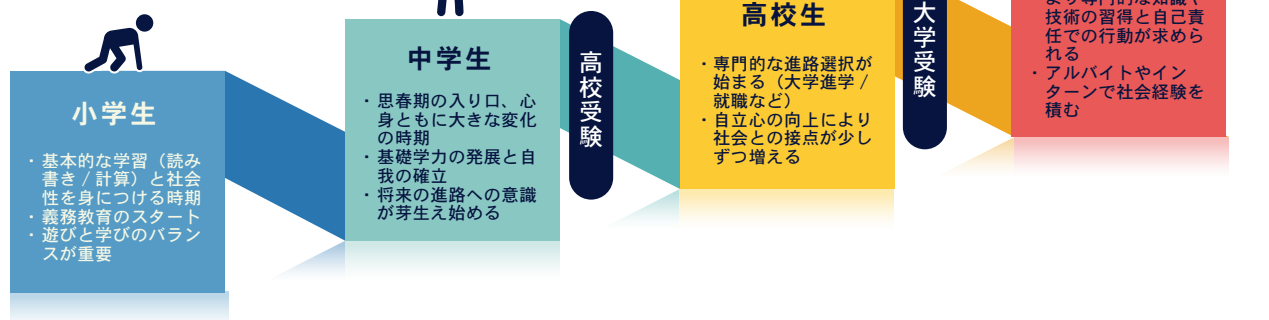 小学生
・基本的な学習（読み
書き / 計算）と社会
性を身につける時期
・義務教育のスタート
・遊びと学びのバラン
スが重要
中学生
・思春期の入り口、心
身ともに大きな変化
の時期
・基礎学力の発展と自
我の確立
・将来の進路への意識
が芽生え始める
高校受験
高校生
・専門的な進路選択が
始まる（大学進学 /
就職など）
・自立心の向上により
社会との接点が少し
ずつ増える
大学受験
より専門的な知識や
技術の習得と自己責
任での行動が求めら
れる
・アルバイトやイン
ターンで社会経験を
積む